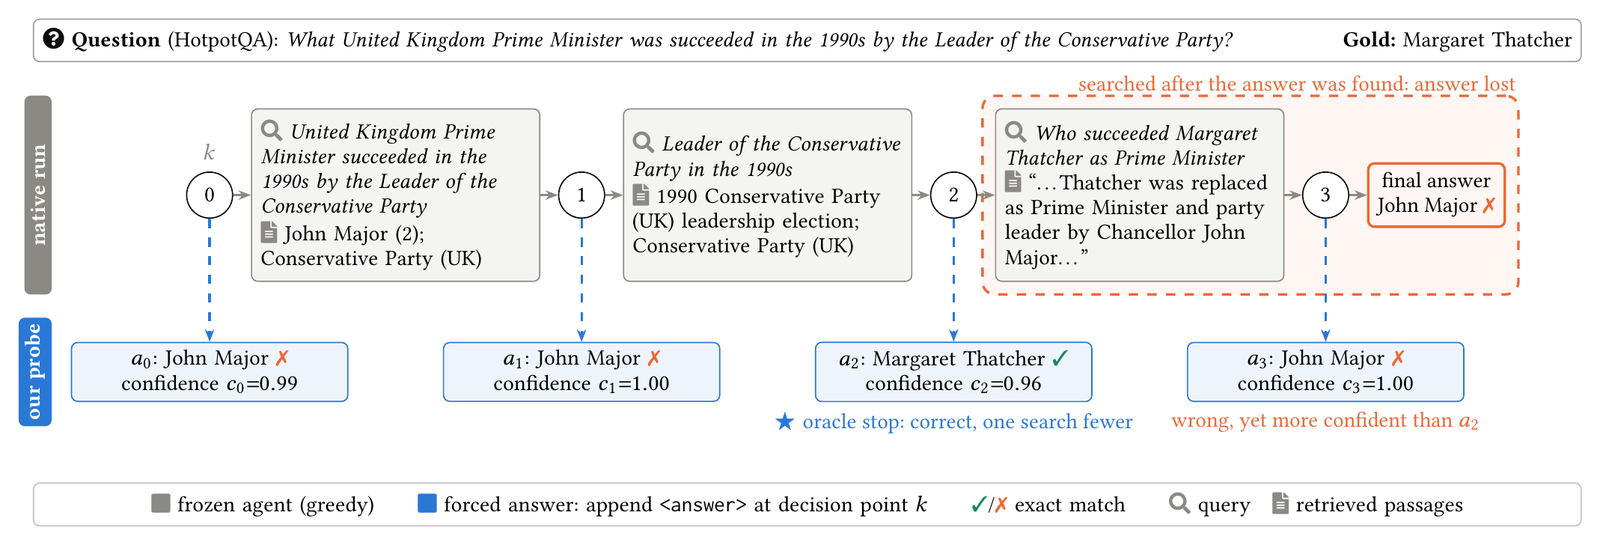 Question (HotpotQA): What United Kingdom Prime Minister was succeeded in the 1990s by the Leader of the Conservative Party? Gold: Margaret Thatcher
searched after the answer was found: answer lost
native run
k
0
United Kingdom Prime
Minister succeeded in the
1990s by the Leader of the
Conservative Party
John Major (2);
Conservative Party (UK)
1
Leader of the Conservative
Party in the 1990s
1990 Conservative Party
(UK) leadership election;
Conservative Party (UK)
2
Who succeeded Margaret
Thatcher as Prime Minister
“…Thatcher was replaced
as Prime Minister and party
leader by Chancellor John
Major…”
3
final answer
John Major ✗
our probe
a₀: John Major ✗
confidence c₀=0.99
a₁: John Major ✗
confidence c₁=1.00
a₂: Margaret Thatcher ✓
confidence c₂=0.96
a₃: John Major ✗
confidence c₃=1.00
★ oracle stop: correct, one search fewer
wrong, yet more confident than a₂
frozen agent (greedy) forced answer: append <answer> at decision point k ✓/✗ exact match query retrieved passages